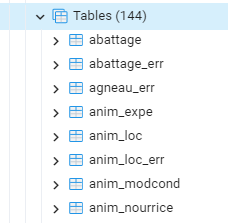 Tables (144)
abattage
abattage_err
agneau_err
anim_expe
anim_loc
anim_loc_err
anim_modcond
anim_nourrice